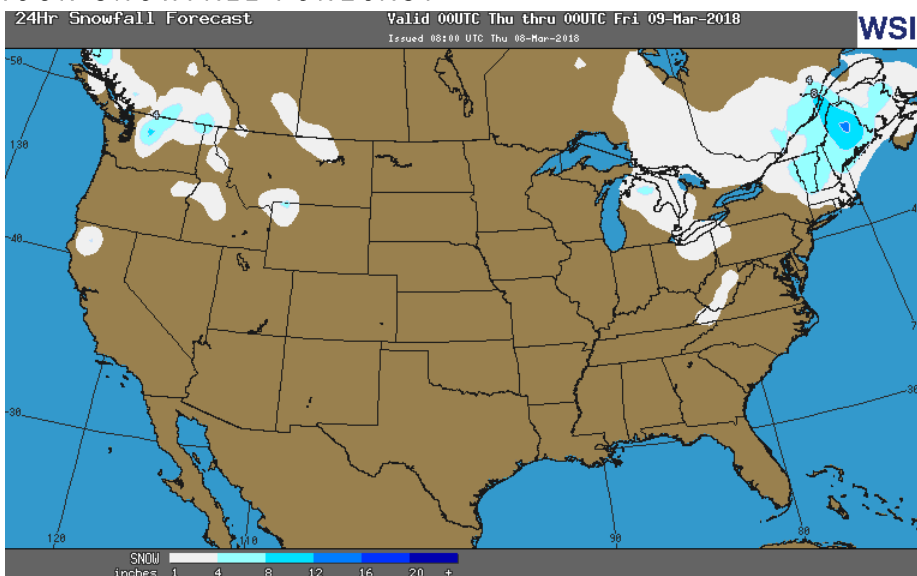 24Hr Snowfall Forecast
Valid 00UTC Thu thru 00UTC Fri 09-Mar-2018
Issued 08:00 UTC Thu 08-Mar-2018
WSI
50
130
40
30
120
110
90
80
4
4
8
SNOW
inches 1 4 8 12 16 20 +